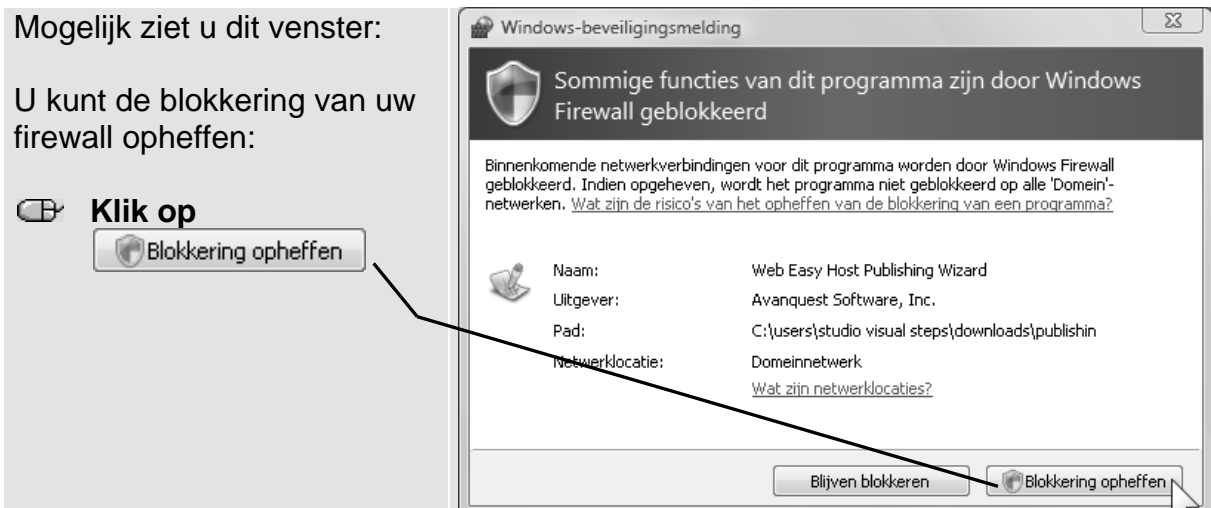 Mogelijk ziet u dit venster:
U kunt de blokkering van uw
firewall opheffen:
Klik op
Blokkering opheffen
Windows-beveiligingsmelding
Sommige functies van dit programma zijn door Windows
Firewall geblokkeerd
Binnenkomende netwerkverbindingen voor dit programma worden door Windows Firewall
geblokkeerd. Indien opgeheven, wordt het programma niet geblokkeerd op alle 'Domein'-
netwerken. Wat zijn de risico's van het opheffen van de blokkering van een programma?
Naam: Web Easy Host Publishing Wizard
Uitgever: Avanquest Software, Inc.
Pad: C:\users\studio visual steps\downloads\publishin
Netwerklocatie: Domeinnetwerk
Wat zijn netwerklocaties?
Blijven blokkeren Blokkering opheffen